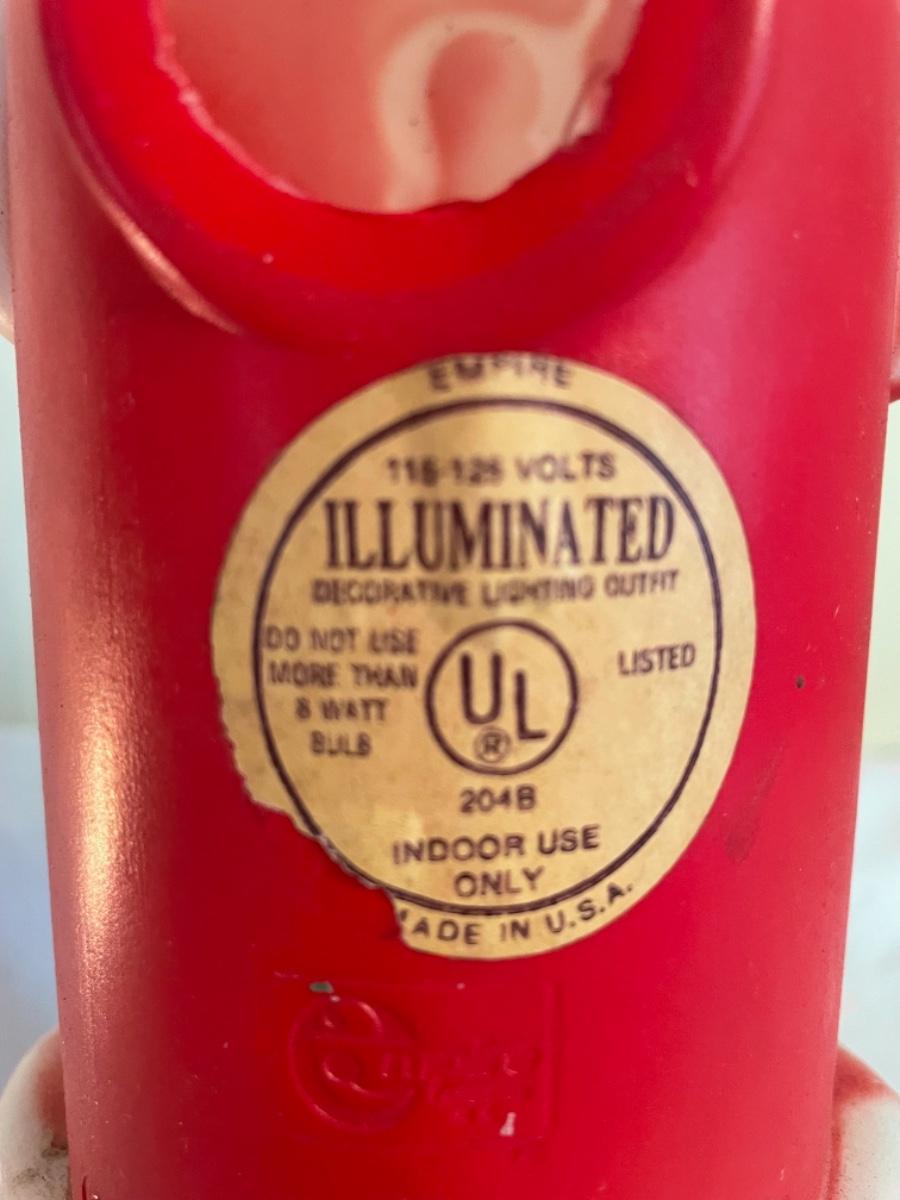 EMPIRE
115-125 VOLTS
ILLUMINATED
DECORATIVE LIGHTING OUTFIT
DO NOT USE
MORE THAN
8 WATT
BULB
UL
®
LISTED
204B
INDOOR USE
ONLY
MADE IN U.S.A.
Empire